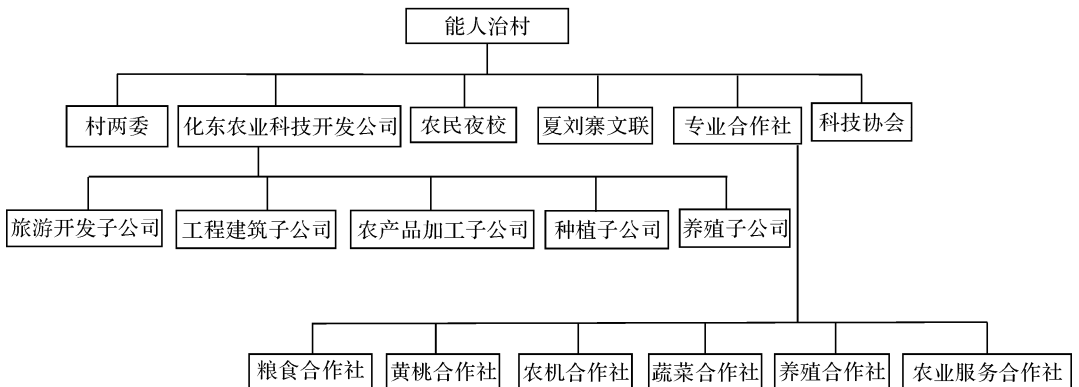 能人治村
村两委
化东农业科技开发公司
农民夜校
夏刘寨文联
专业合作社
科技协会
旅游开发子公司
工程建筑子公司
农产品加工子公司
种植子公司
养殖子公司
粮食合作社
黄桃合作社
农机合作社
蔬菜合作社
养殖合作社
农业服务合作社